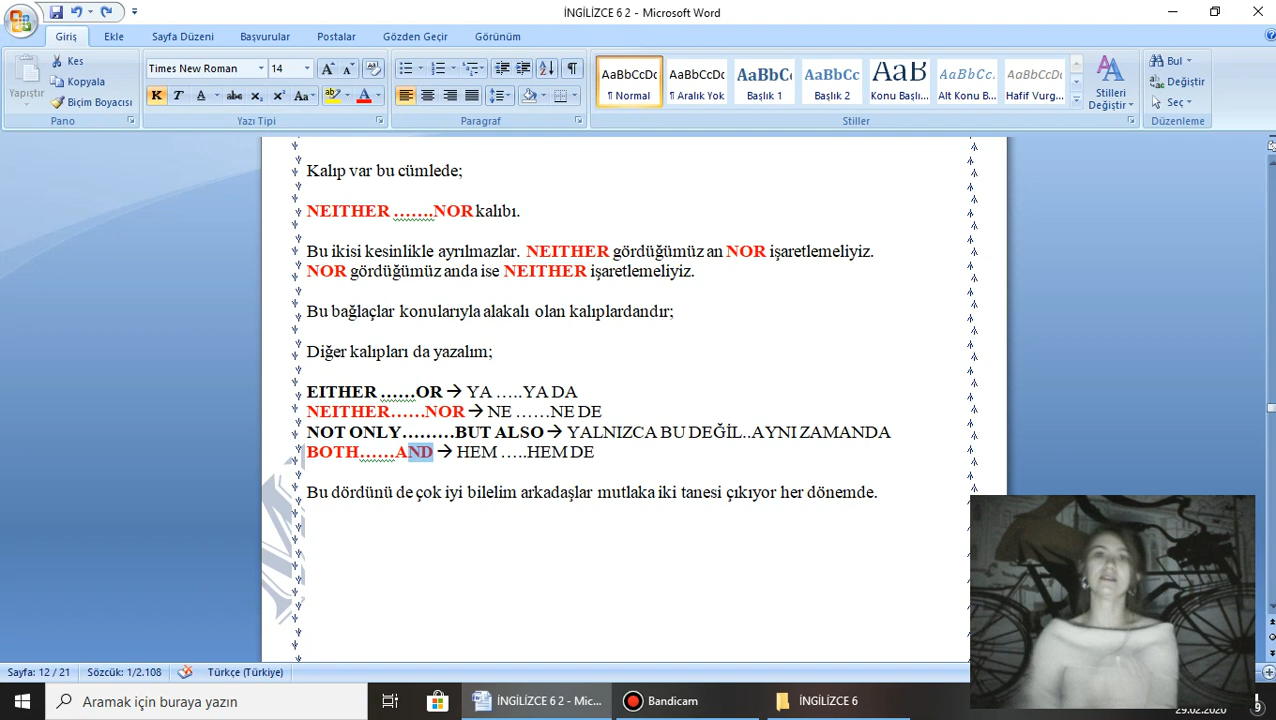 İNGİLİZCE 6 2 - Microsoft Word
Giriş Ekle Sayfa Düzeni Başvurular Postalar Gözden Geçir Görünüm
Yapıştır
Kes
Kopyala
Biçim Boyacısı
Pano
Times New Roman 14
Yazı Tipi
Paragraf
AaBbCcDc AaBbCcDc AaBbCc AaBbCc AaB AaBbCc. AaBbCcDc
¶ Normal ¶ Aralık Yok Başlık 1 Başlık 2 Konu Başlı... Alt Konu B... Hafif Vurg...
Stilleri
Değiştir
Stiller
Bul
Değiştir
Seç
Düzenleme
Kalıp var bu cümlede;
NEITHER …….NOR kalıbı.
Bu ikisi kesinlikle ayrılmazlar. NEITHER gördüğümüz an NOR işaretlemeliyiz.
NOR gördüğümüz anda ise NEITHER işaretlemeliyiz.
Bu bağlaçlar konularıyla alakalı olan kalıplardandır;
Diğer kalıpları da yazalım;
EITHER ……OR → YA …..YA DA
NEITHER……NOR → NE ……NE DE
NOT ONLY………BUT ALSO → YALNIZCA BU DEĞİL..AYNI ZAMANDA
BOTH……AND → HEM …..HEM DE
Bu dördünü de çok iyi bilelim arkadaşlar mutlaka iki tanesi çıkıyor her dönemde.
Sayfa: 12 / 21 Sözcük: 1/2.108 Türkçe (Türkiye)
Aramak için buraya yazın
İNGİLİZCE 6 2 - Mic...
Bandicam
İNGİLİZCE 6
29.02.2020